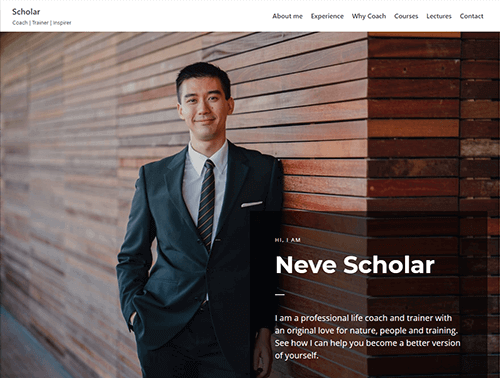 Scholar
Coach | Trainer | Inspirer
About me Experience Why Coach Courses Lectures Contact
HI, I AM
Neve Scholar
I am a professional life coach and trainer with
an original love for nature, people and training.
See how I can help you become a better version
of yourself.